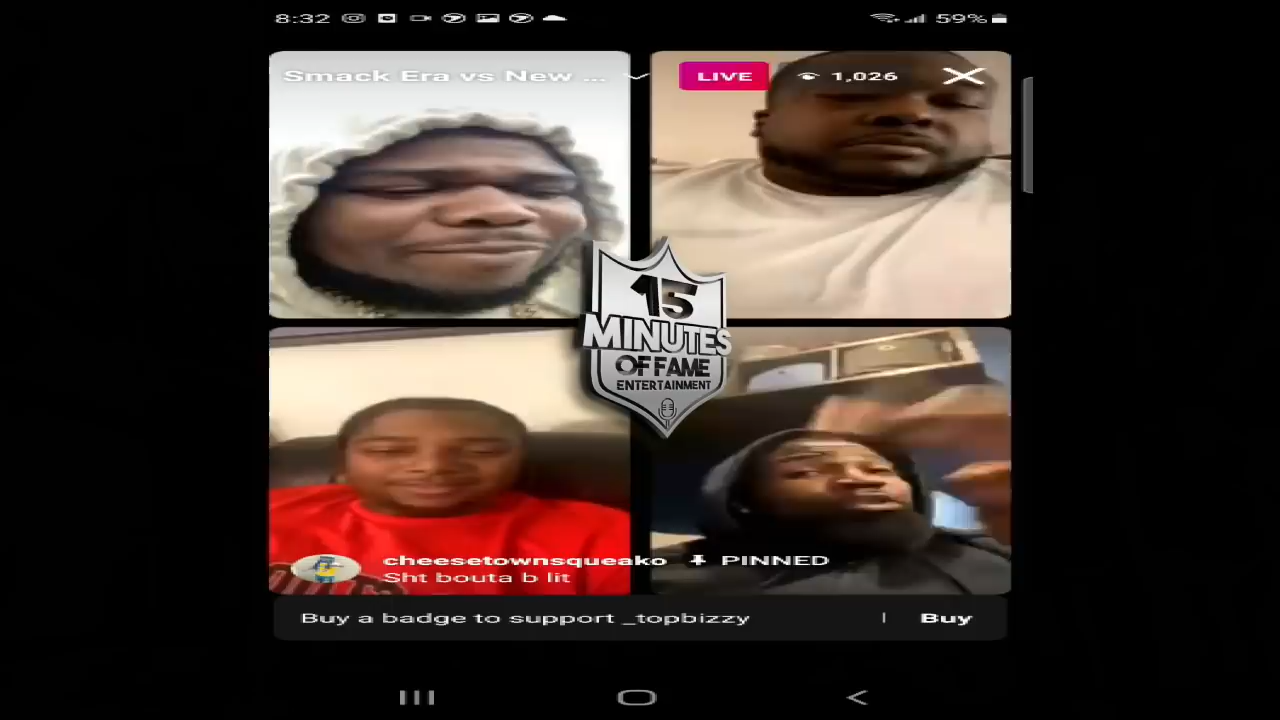 8:32
59%
Smack Era vs New ...
LIVE
1,026
15
MINUTES
OF FAME
ENTERTAINMENT
cheesetownsqueako PINNED
Sht bouta b lit
Buy a badge to support _topbizzy
Buy